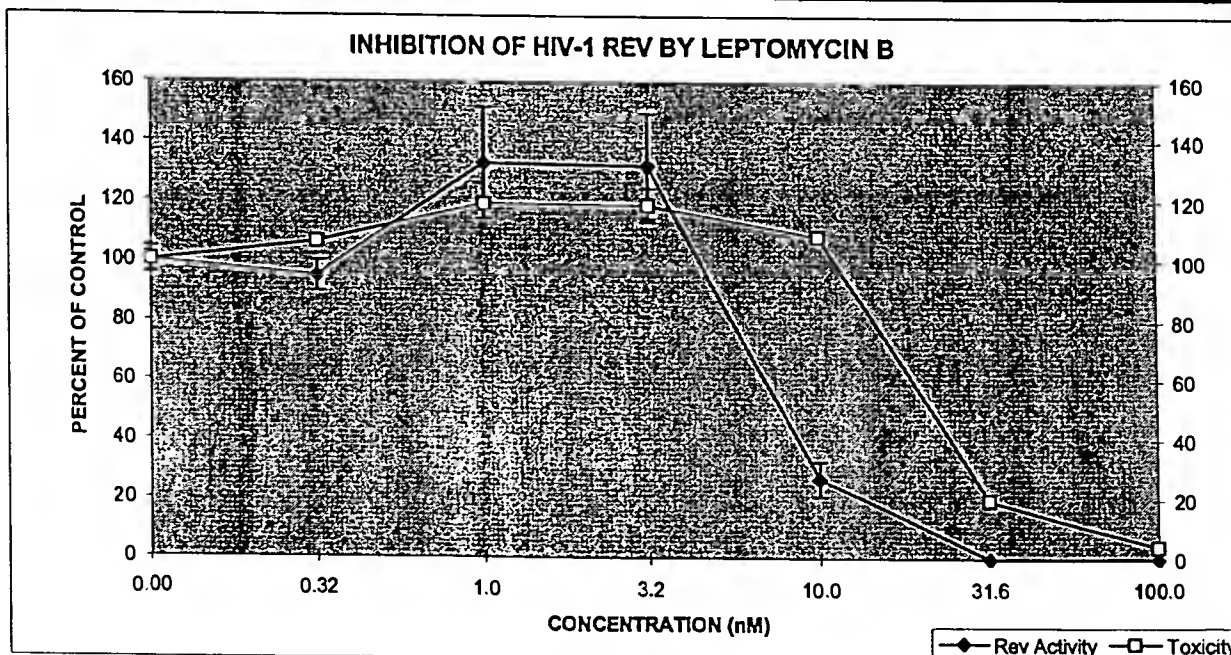 INHIBITION OF HIV-1 REV BY LEPTOMYCIN B
160 160
140 140
120 120
100 100
80 80
60 60
40 40
20 20
0 0
PERCENT OF CONTROL
0.00 0.32 1.0 3.2 10.0 31.6 100.0
CONCENTRATION (nM)
Rev Activity Toxicity